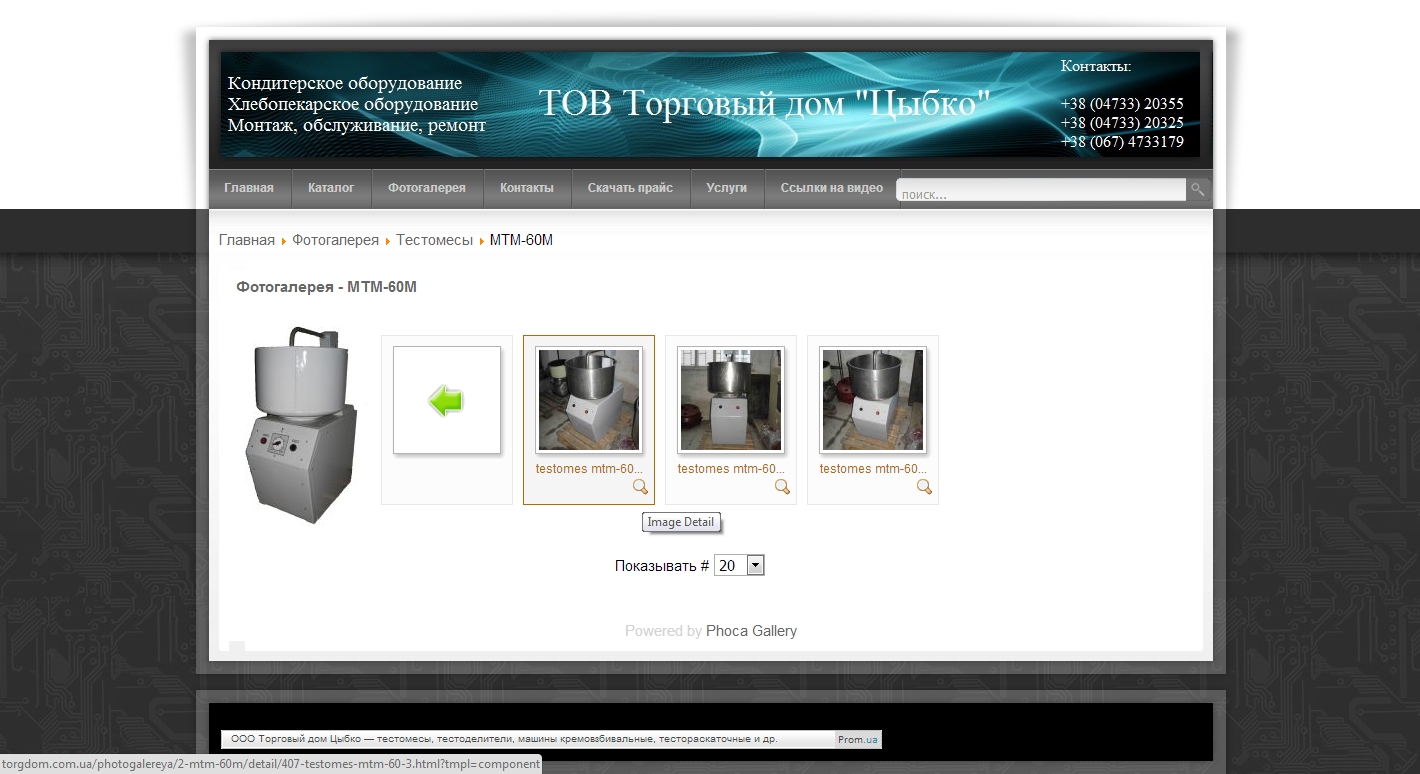 Кондитерское оборудование
Хлебопекарское оборудование
Монтаж, обслуживание, ремонт
ТОВ Торговый дом "Цыбко"
Контакты:
+38 (04733) 20355
+38 (04733) 20325
+38 (067) 4733179
Главная Каталог Фотогалерея Контакты Скачать прайс Услуги Ссылки на видео поиск...
Главная Фотогалерея Тестомесы МТМ-60М
Фотогалерея - МТМ-60М
testomes mtm-60... testomes mtm-60... testomes mtm-60...
Image Detail
Показывать # 20
Powered by Phoca Gallery
ООО Торговый дом Цыбко — тестомесы, тестоделители, машины кремовзбивальные, тестораскаточные и др. Prom.ua
torgdom.com.ua/photogalereya/2-mtm-60m/detail/407-testomes-mtm-60-3.html?tmpl=component